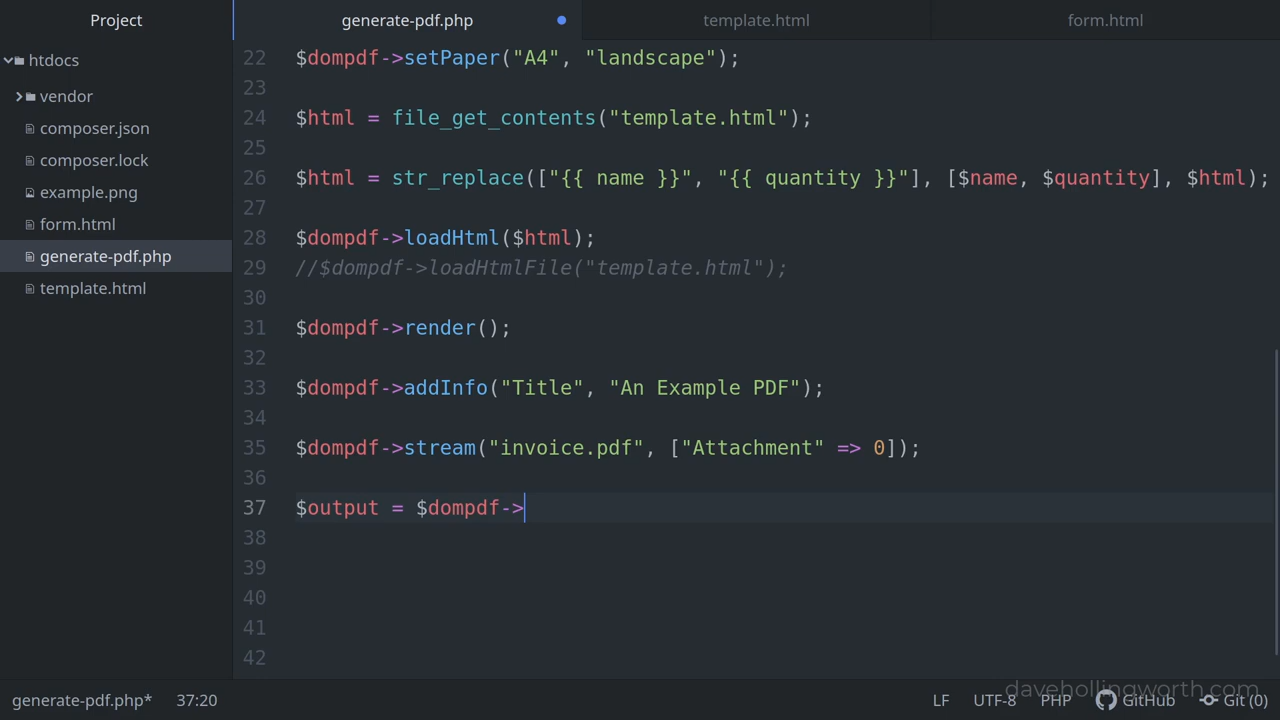 Project
generate-pdf.php
template.html
form.html
htdocs
vendor
composer.json
composer.lock
example.png
form.html
generate-pdf.php
template.html
22 $dompdf->setPaper("A4", "landscape");
23
24 $html = file_get_contents("template.html");
25
26 $html = str_replace(["{{ name }}", "{{ quantity }}"], [$name, $quantity], $html);
27
28 $dompdf->loadHtml($html);
29 //$dompdf->loadHtmlFile("template.html");
30
31 $dompdf->render();
32
33 $dompdf->addInfo("Title", "An Example PDF");
34
35 $dompdf->stream("invoice.pdf", ["Attachment" => 0]);
36
37 $output = $dompdf->
38
39
40
41
42
davehollingworth.com
generate-pdf.php* 37:20 LF UTF-8 PHP GitHub Git (0)